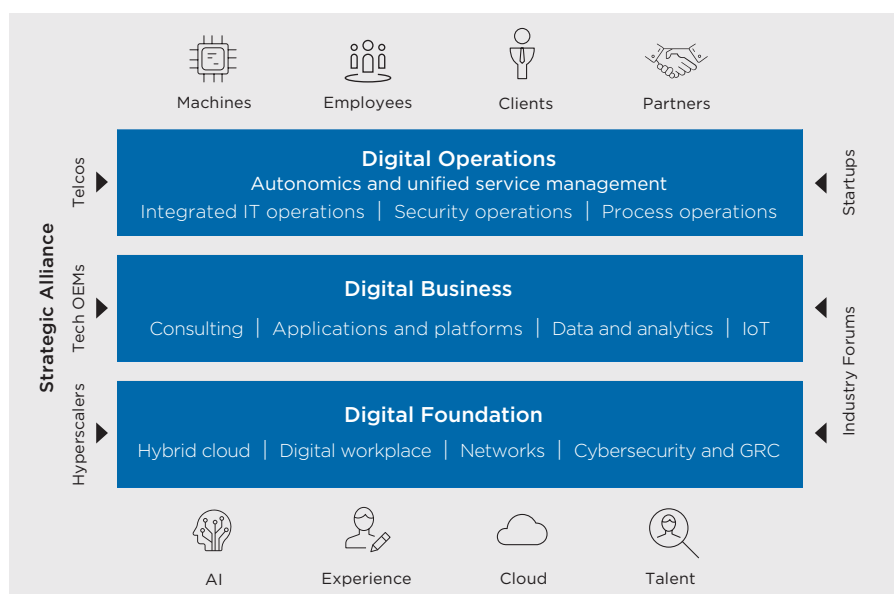 Machines
Employees
Clients
Partners
Strategic Alliance
Telcos
Tech OEMs
Hyperscalers
Digital Operations
Autonomics and unified service management
Integrated IT operations | Security operations | Process operations
Digital Business
Consulting | Applications and platforms | Data and analytics | IoT
Digital Foundation
Hybrid cloud | Digital workplace | Networks | Cybersecurity and GRC
Startups
Industry Forums
AI
Experience
Cloud
Talent